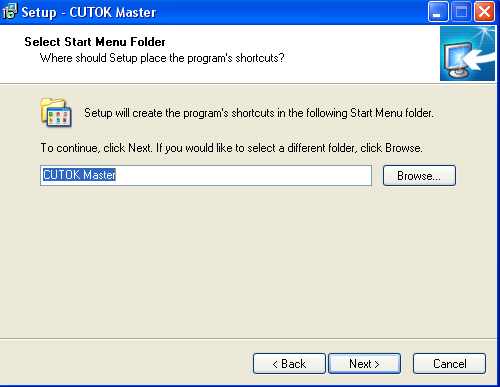 Setup - CUTOK Master
Select Start Menu Folder
Where should Setup place the program's shortcuts?
Setup will create the program's shortcuts in the following Start Menu folder.
To continue, click Next. If you would like to select a different folder, click Browse.
CUTOK Master
Browse...
< Back
Next >
Cancel